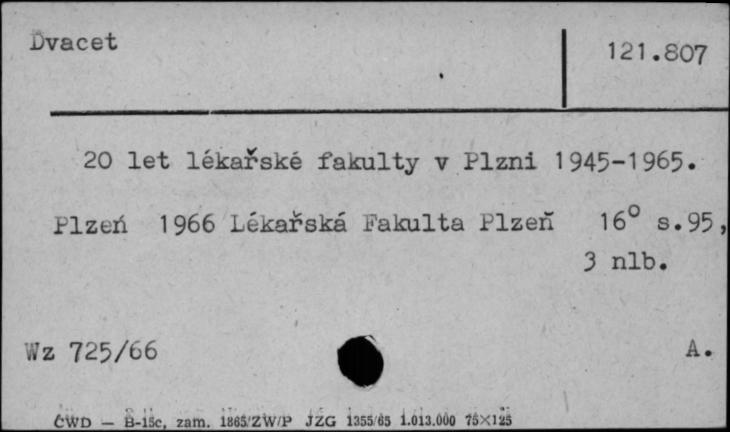 Dvacet
121.807
20 let lékařské fakulty v Plzni 1945-1965.
Plzeń 1966 Lékařská Fakulta Plzeň 16° s.95,
3 nlb.
Wz 725/66 A.
ĆWD — B-15c, zam. 1865/ZW/P JZG 1355/65 1.013.000 75×125